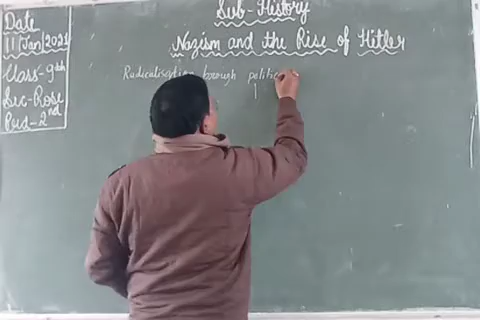 Date
11 Jan 2021
Class-9th
Sec-Rose
Pud-2nd
Sub-History
Nazism and the Rise of Hitler
Radicalisation through politic